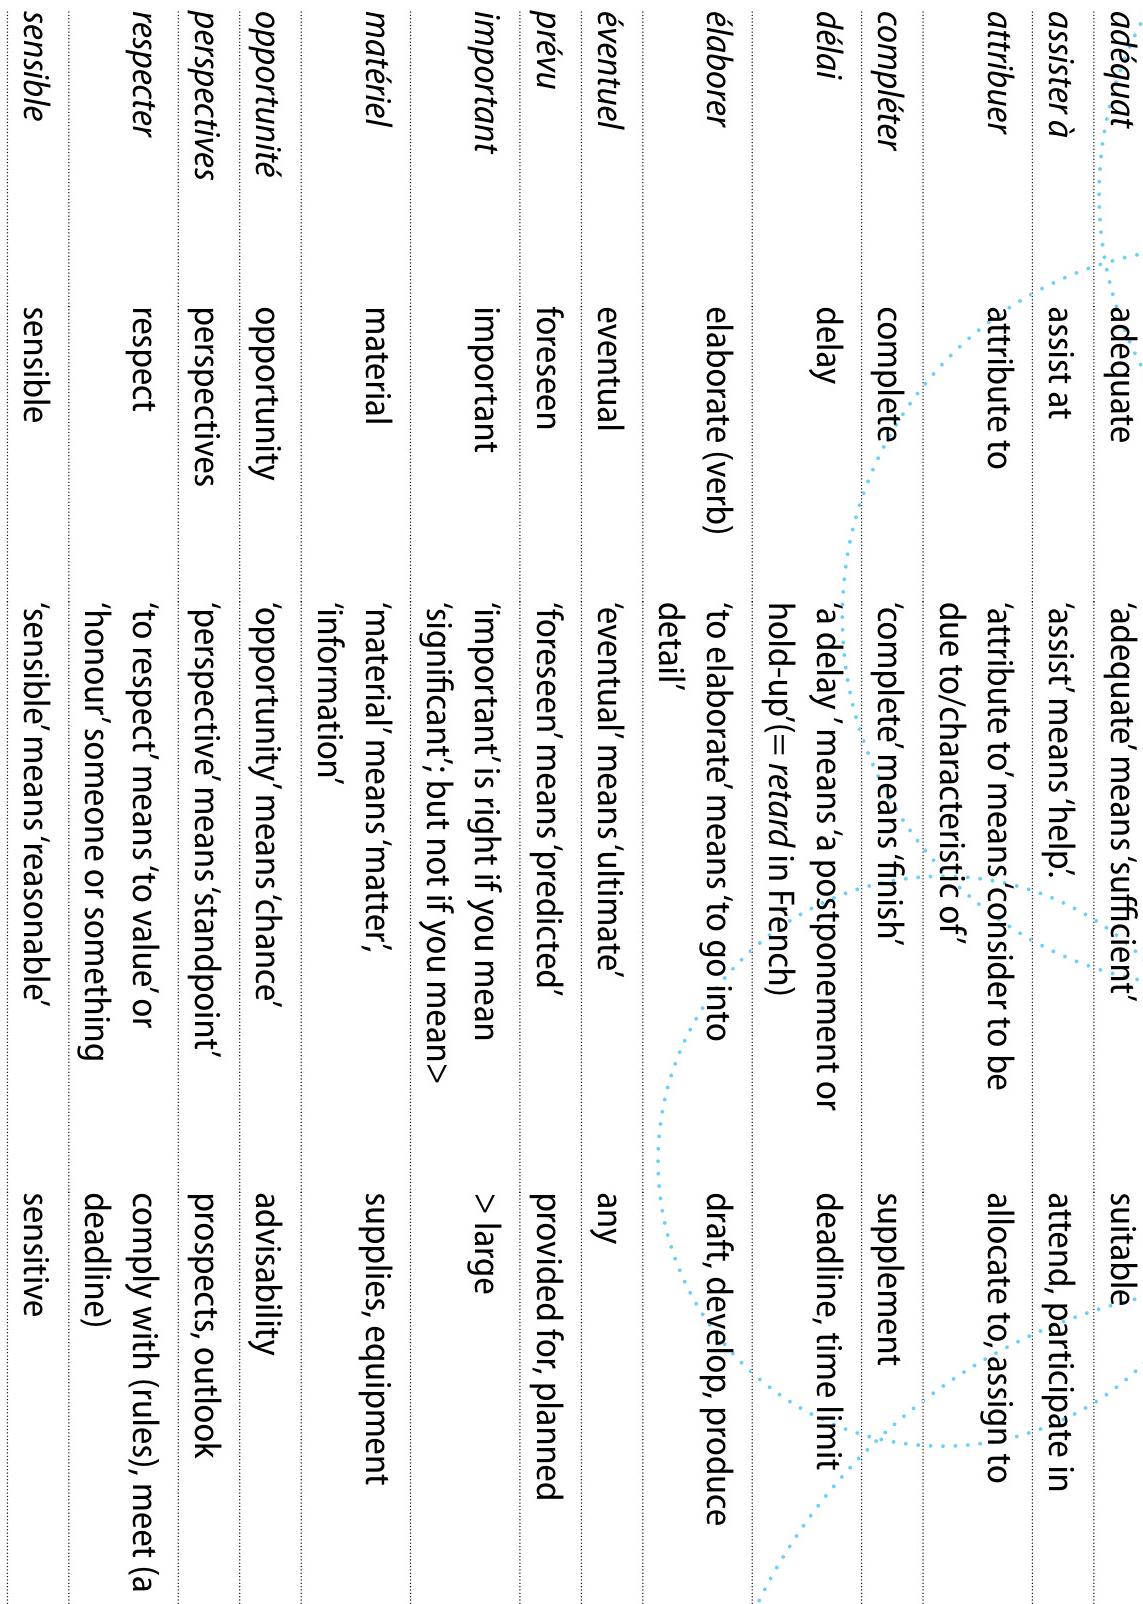 adéquat adequate ‘adequate’ means ‘sufficient’ suitable
assister à assist at ‘assist’ means ‘help’. attend, participate in
attribuer attribute to ‘attribute to’ means ‘consider to be allocate to, assign to
due to/characteristic of’
compléter complete ‘complete’ means ‘finish’ supplement
délai delay ‘a delay’ means ‘a postponement or deadline, time limit
hold-up’(= retard in French)
élaborer elaborate (verb) ‘to elaborate’ means ‘to go into draft, develop, produce
detail’
éventuel eventual ‘eventual’ means ‘ultimate’ any
prévu foreseen ‘foreseen’ means ‘predicted’ provided for, planned
important important ‘important’ is right if you mean > large
‘significant’; but not if you mean>
matériel material ‘material’ means ‘matter’, supplies, equipment
‘information’
opportunité opportunity ‘opportunity’ means ‘chance’ advisability
perspectives perspectives ‘perspective’ means ‘standpoint’ prospects, outlook
respecter respect ‘to respect’ means ‘to value’ or comply with (rules), meet (a
‘honour’ someone or something deadline)
sensible sensible ‘sensible’ means ‘reasonable’ sensitive